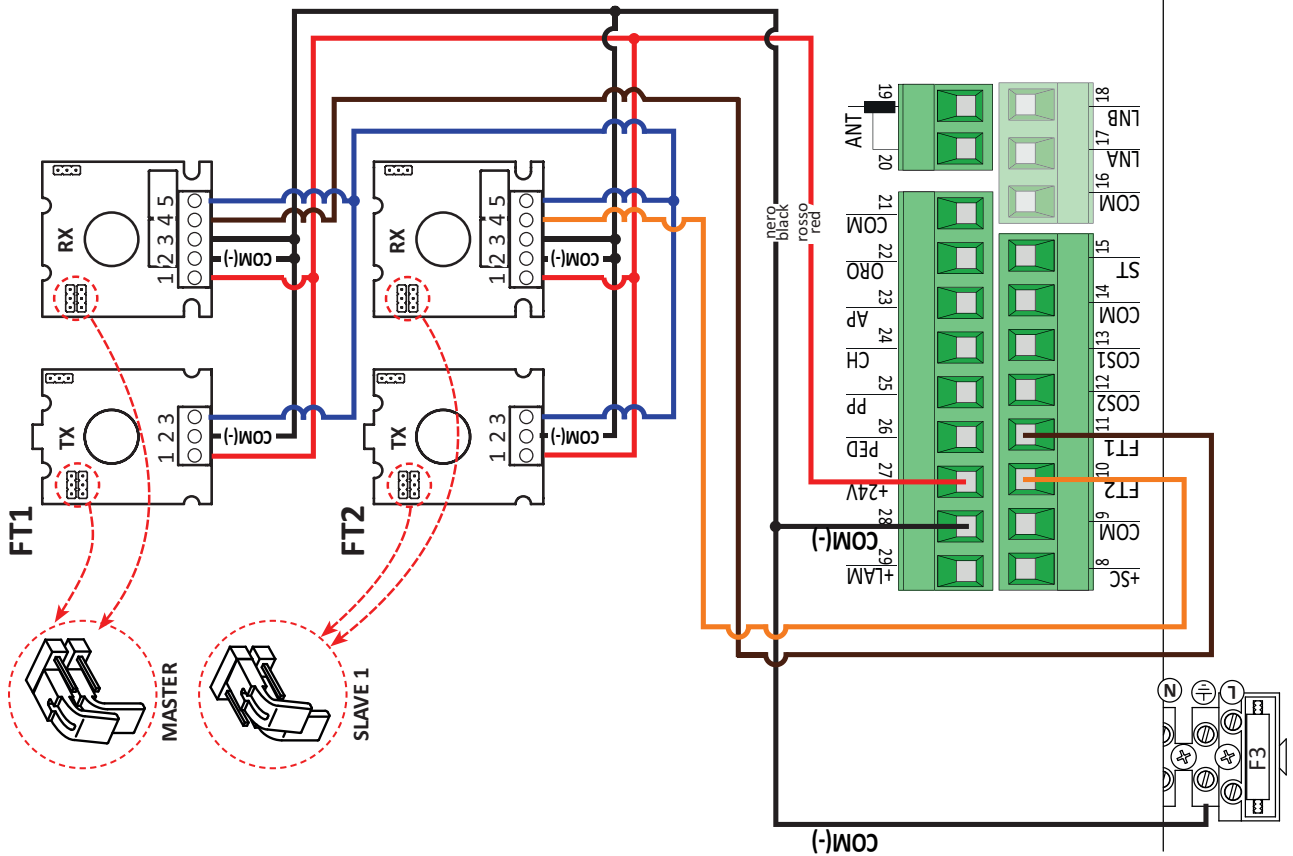 FT1
TX
1 2 3
COM(-)
RX
1 2 3 4 5
COM(-)
MASTER
FT2
TX
1 2 3
COM(-)
RX
1 2 3 4 5
COM(-)
SLAVE 1
nero
black
rosso
red
ANT
19
20
21
COM
22
ORO
23
AP
24
CH
25
PP
26
PED
27
+24V
28
COM(-)
29
+LAM
18
LNB
17
LNA
16
COM
15
ST
14
COM
13
COS1
12
COS2
11
FT1
10
FT2
9
COM
8
+SC
N
L
F3
COM(-)